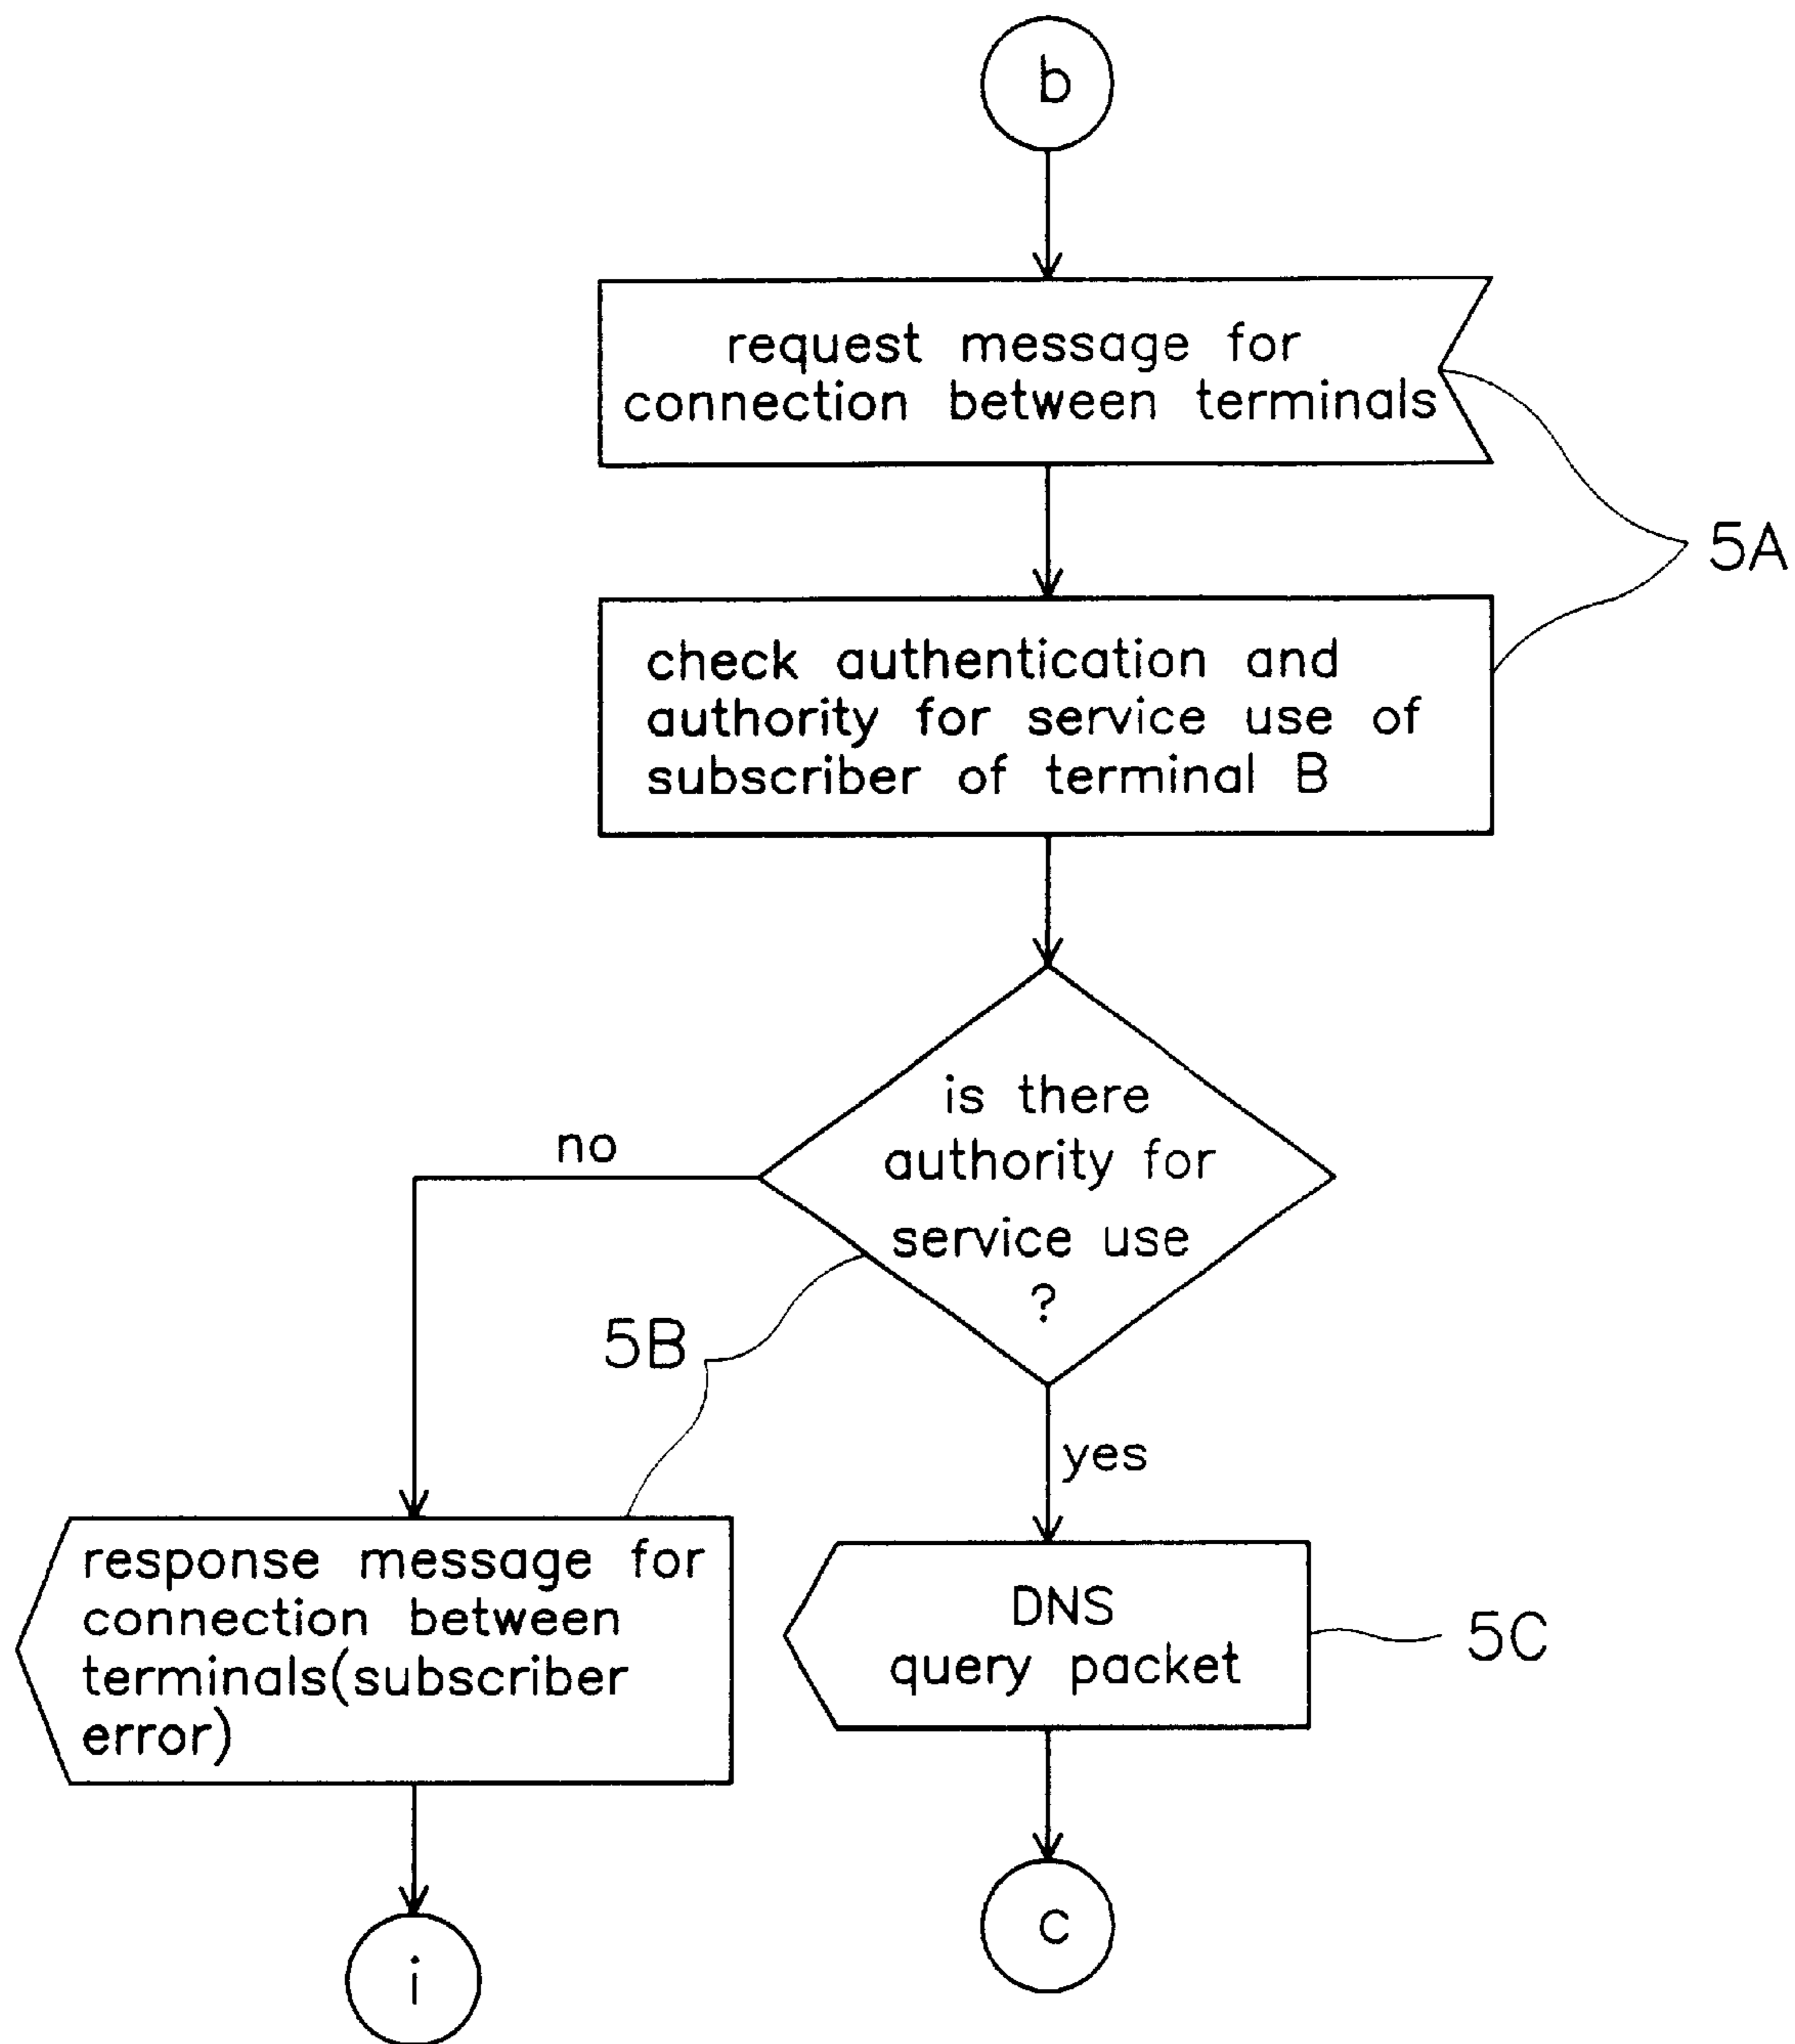 b
request message for
connection between terminals
5A
check authentication and
authority for service use of
subscriber of terminal B
is there
authority for
service use
?
no
5B
yes
response message for
connection between
terminals(subscriber
error)
DNS
query packet
5C
c
i